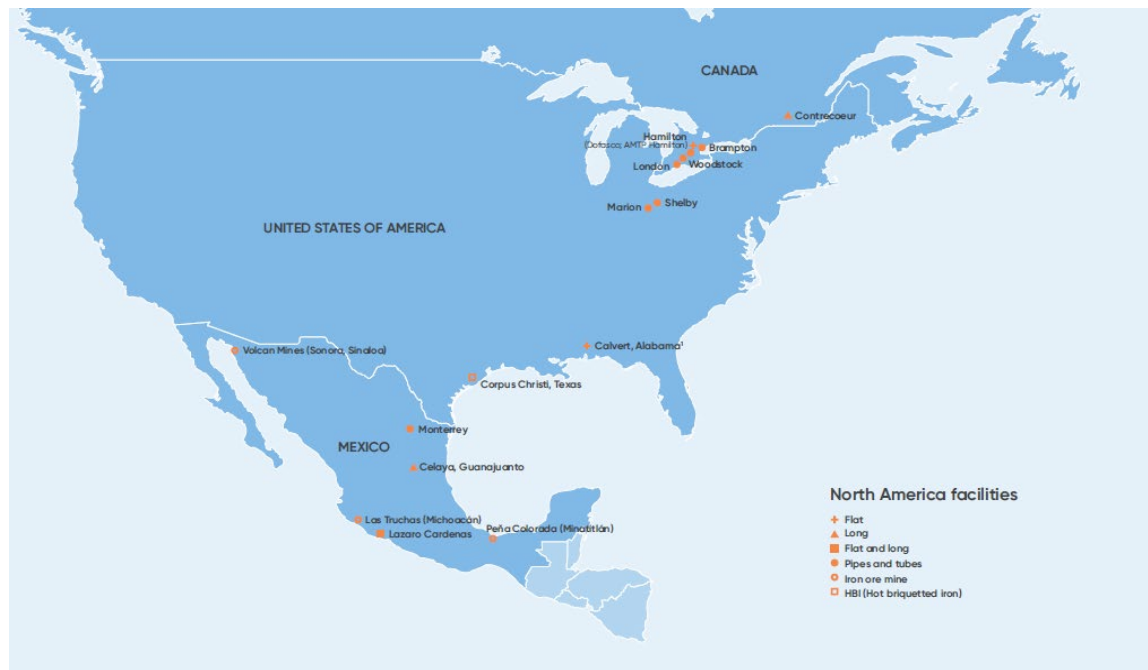 CANADA
Contrecoeur
Hamilton
(Dofasco, AMTP Hamilton)
Brampton
London
Woodstock
Marion
Shelby
UNITED STATES OF AMERICA
Volcan Mines (Sonora, Sinaloa)
Calvert, Alabama¹
Corpus Christi, Texas
Monterrey
MEXICO
Celaya, Guanajuanto
Las Truchas (Michoacán)
Peña Colorada (Minatitlán)
Lazaro Cardenas
North America facilities
Flat
Long
Flat and long
Pipes and tubes
Iron ore mine
HBI (Hot briquetted iron)